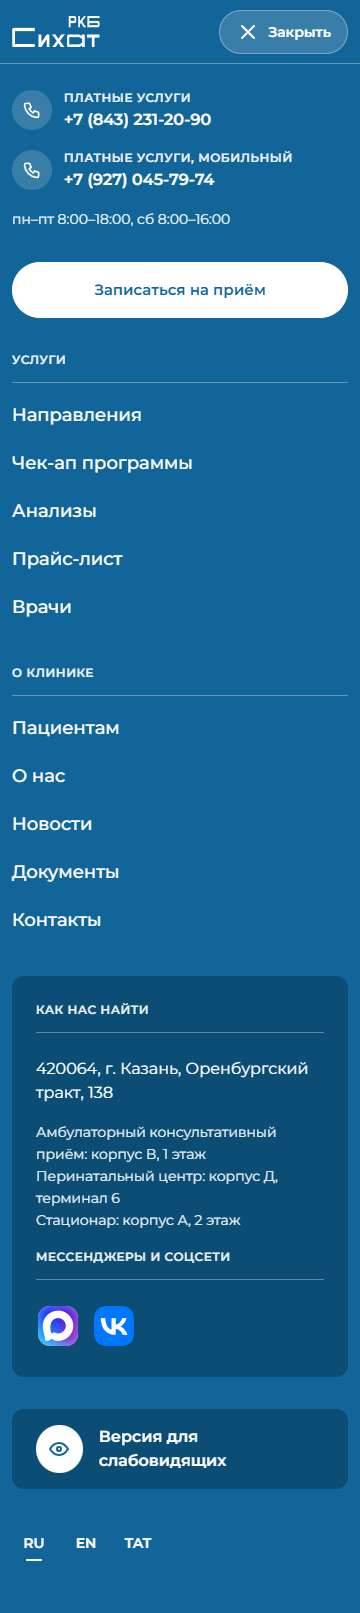 РКБ
Сихәт
Закрыть
ПЛАТНЫЕ УСЛУГИ
+7 (843) 231-20-90
ПЛАТНЫЕ УСЛУГИ, МОБИЛЬНЫЙ
+7 (927) 045-79-74
пн–пт 8:00–18:00, сб 8:00–16:00
Записаться на приём
УСЛУГИ
Направления
Чек-ап программы
Анализы
Прайс-лист
Врачи
О КЛИНИКЕ
Пациентам
О нас
Новости
Документы
Контакты
КАК НАС НАЙТИ
420064, г. Казань, Оренбургский
тракт, 138
Амбулаторный консультативный
приём: корпус В, 1 этаж
Перинатальный центр: корпус Д,
терминал 6
Стационар: корпус А, 2 этаж
МЕССЕНДЖЕРЫ И СОЦСЕТИ
Версия для
слабовидящих
RU EN ТАТ